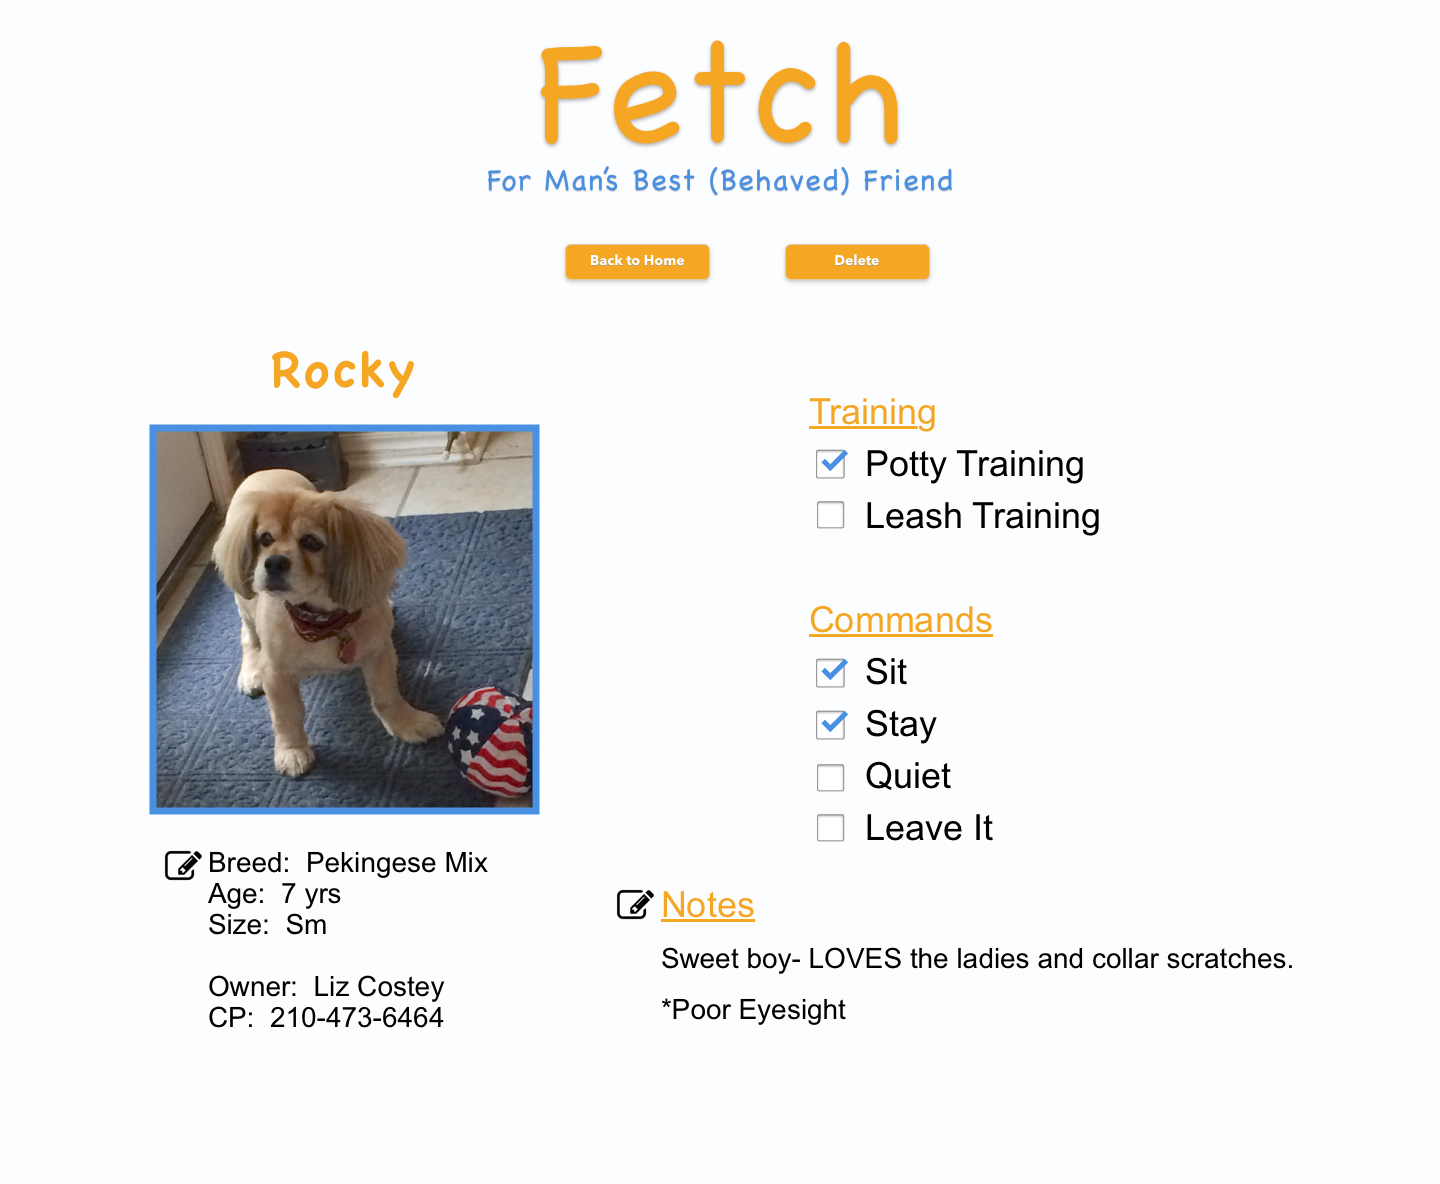 Fetch
For Man's Best (Behaved) Friend
Back to Home
Delete
Rocky
Breed:  Pekingese Mix
Age:  7 yrs
Size:  Sm
Owner:  Liz Costey
CP:  210-473-6464
Training
Potty Training
Leash Training
Commands
Sit
Stay
Quiet
Leave It
Notes
Sweet boy- LOVES the ladies and collar scratches.
*Poor Eyesight